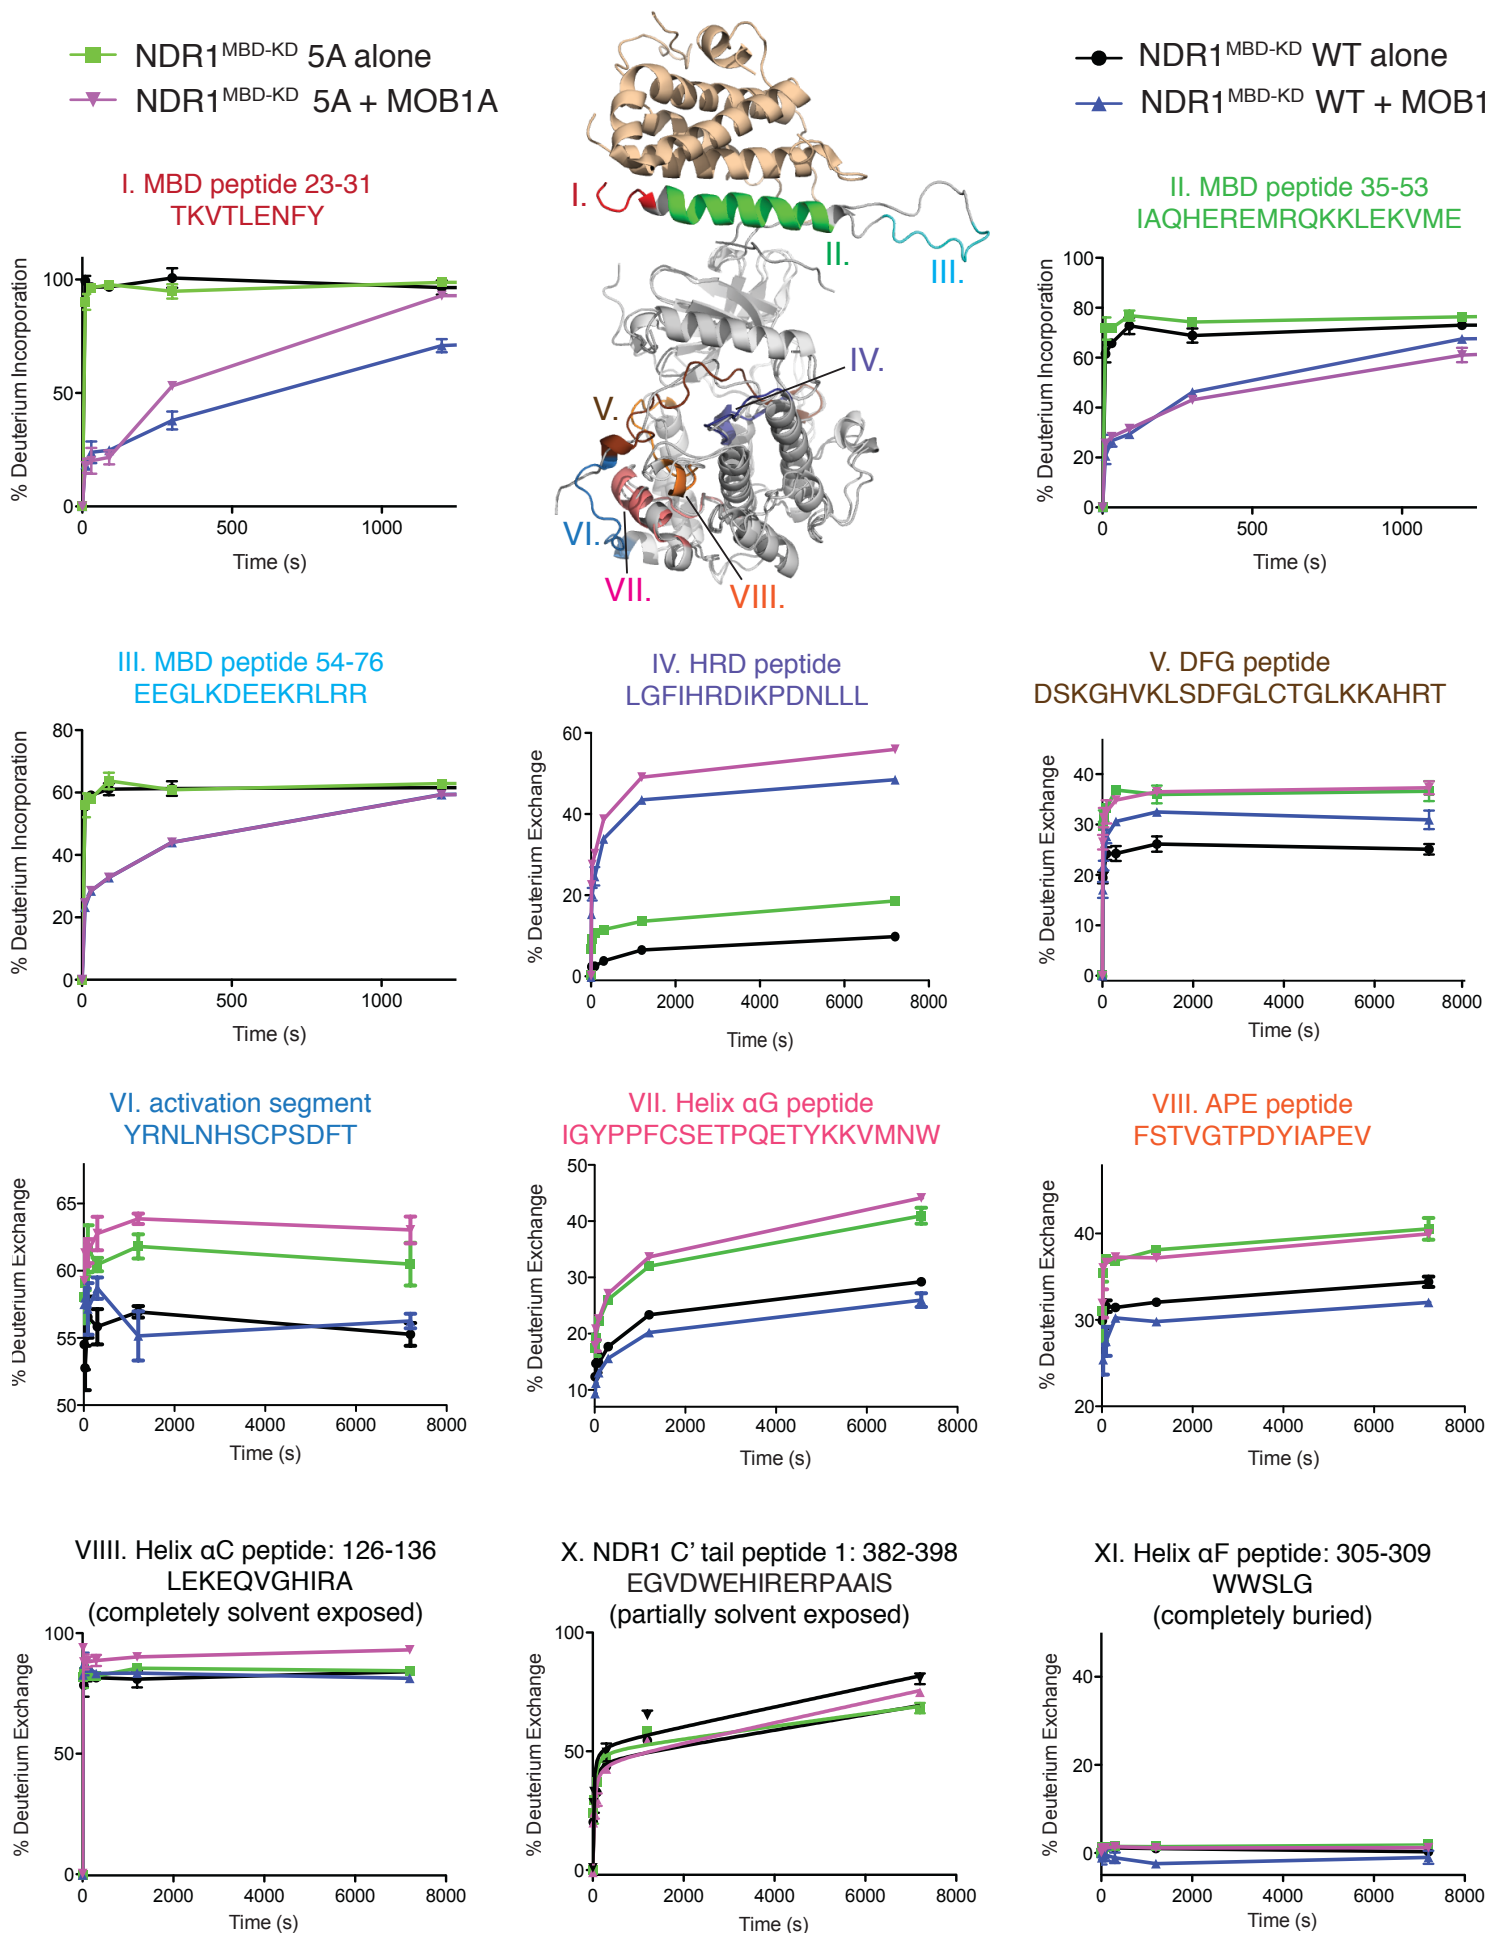 NDR1MBD-KD 5A alone
NDR1MBD-KD 5A + MOB1A
NDR1MBD-KD WT alone
NDR1MBD-KD WT + MOB1
I. MBD peptide 23-31
TKVTLENFY
% Deuterium Incorporation
100
50
0
0 500 1000
Time (s)
I.
II.
III.
IV.
V.
VI.
VII.
VIII.
II. MBD peptide 35-53
IAQHEREMRQKKLEKVME
% Deuterium Incorporation
100
80
60
40
20
0
0 500 1000
Time (s)
III. MBD peptide 54-76
EEGLKDEEKRLRR
% Deuterium Incorporation
80
60
40
20
0
0 500 1000
Time (s)
IV. HRD peptide
LGFIHRDIKPDNLLL
% Deuterium Exchange
60
40
20
0
0 2000 4000 6000 8000
Time (s)
V. DFG peptide
DSKGHVKLSDFGLCTGLKKAHRT
% Deuterium Exchange
40
30
20
10
0
0 2000 4000 6000 8000
Time (s)
VI. activation segment
YRNLNHSCPSDFT
% Deuterium Exchange
65
60
55
50
0 2000 4000 6000 8000
Time (s)
VII. Helix αG peptide
IGYPPFCSETPQETYKKVMNW
% Deuterium Exchange
50
40
30
20
10
0 2000 4000 6000 8000
Time (s)
VIII. APE peptide
FSTVGTPDYIAPEV
% Deuterium Exchange
40
30
20
0 2000 4000 6000 8000
Time (s)
VIIII. Helix αC peptide: 126-136
LEKEQVGHIRA
(completely solvent exposed)
% Deuterium Exchange
100
50
0
0 2000 4000 6000 8000
Time (s)
X. NDR1 C' tail peptide 1: 382-398
EGVDWEHIRERPAAIS
(partially solvent exposed)
% Deuterium Exchange
100
50
0
0 2000 4000 6000 8000
Time (s)
XI. Helix αF peptide: 305-309
WWSLG
(completely buried)
% Deuterium Exchange
40
20
0
0 2000 4000 6000 8000
Time (s)